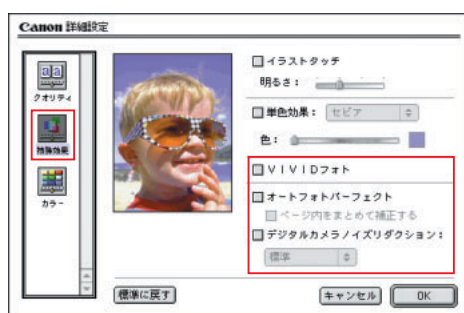 Canon 詳細設定
クオリティ
特殊効果
カラー
イラストタッチ
明るさ：
単色効果： セピア
色：
ＶＩＶＩＤフォト
オートフォトパーフェクト
ページ内をまとめて補正する
デジタルカメラノイズリダクション：
標準
標準に戻す
キャンセル
OK